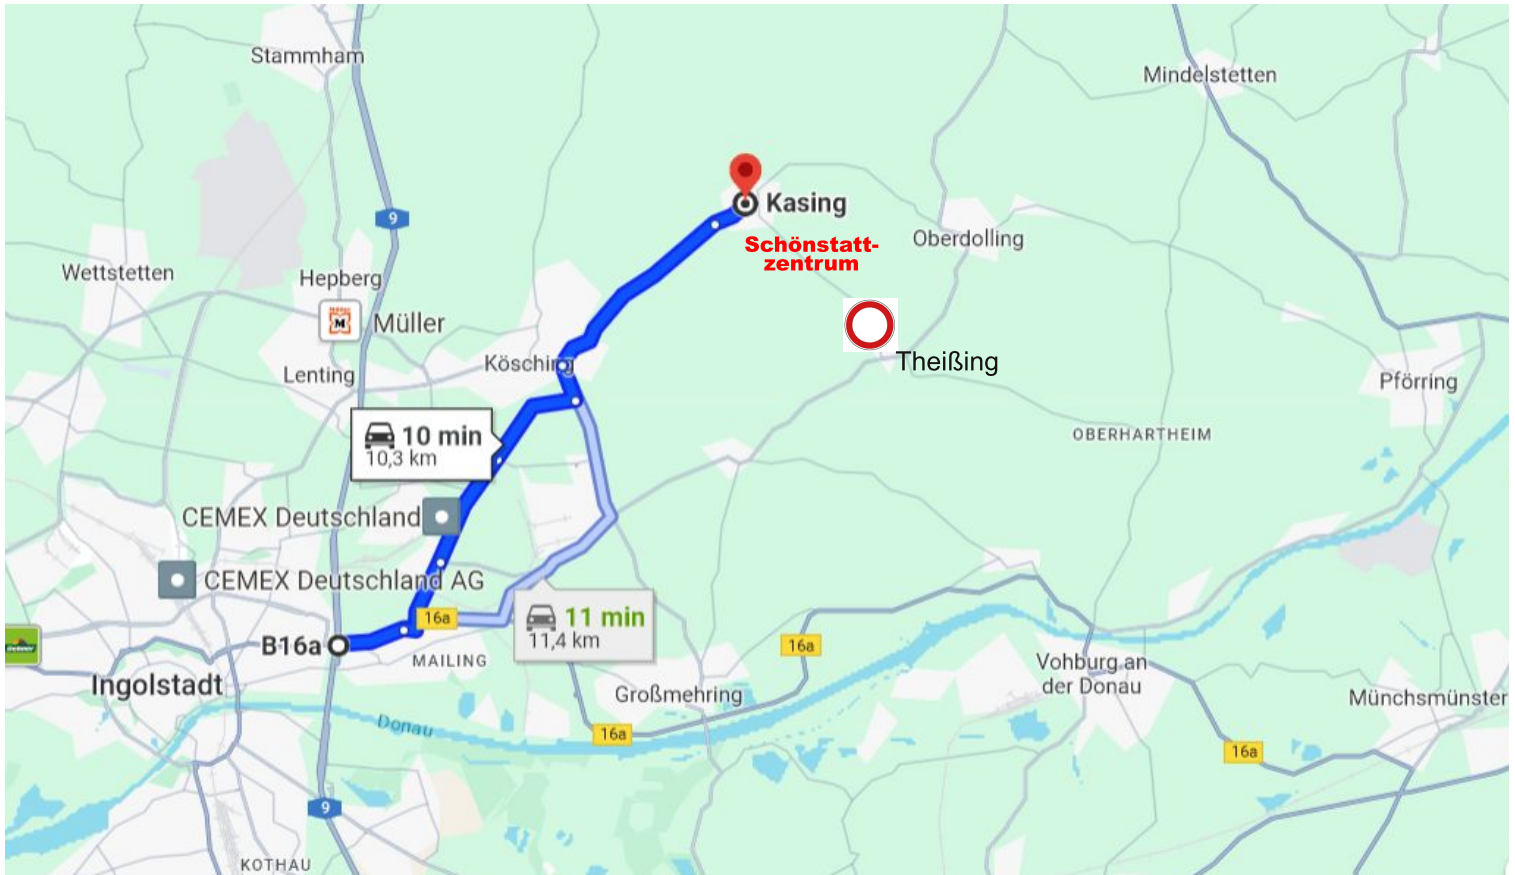 Stammham
Mindelstetten
Kasing
9
Schönstatt-
zentrum
Oberdolling
Wettstetten
Hepberg
Müller
M
Theißing
Kösching
Lenting
Pförring
10 min
10,3 km
OBERHARTHEIM
CEMEX Deutschland
CEMEX Deutschland AG
16a
11 min
11,4 km
B16a
16a
MAILING
Vohburg an
der Donau
Ingolstadt
Großmehring
Münchsmünster
Donau
16a
16a
9
KOTHAU